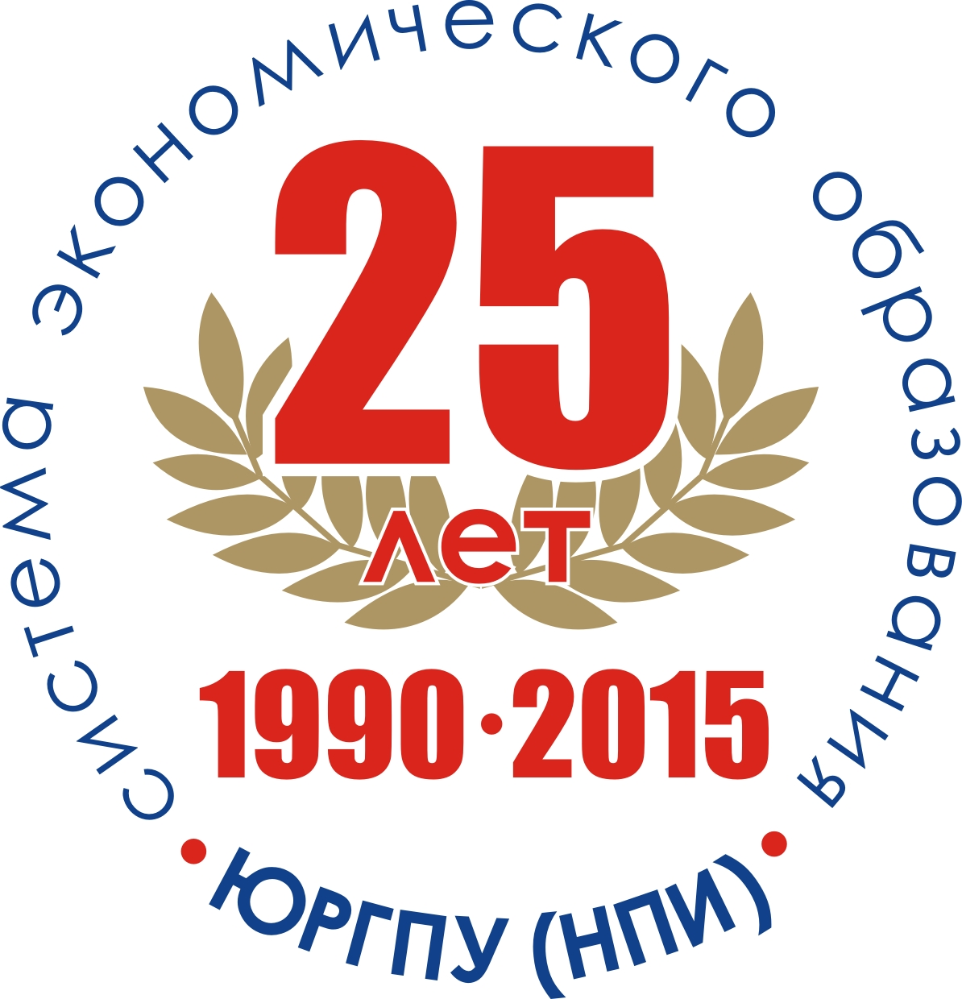 система экономического образования
25
лет
1990•2015
• ЮРГПУ (НПИ) •